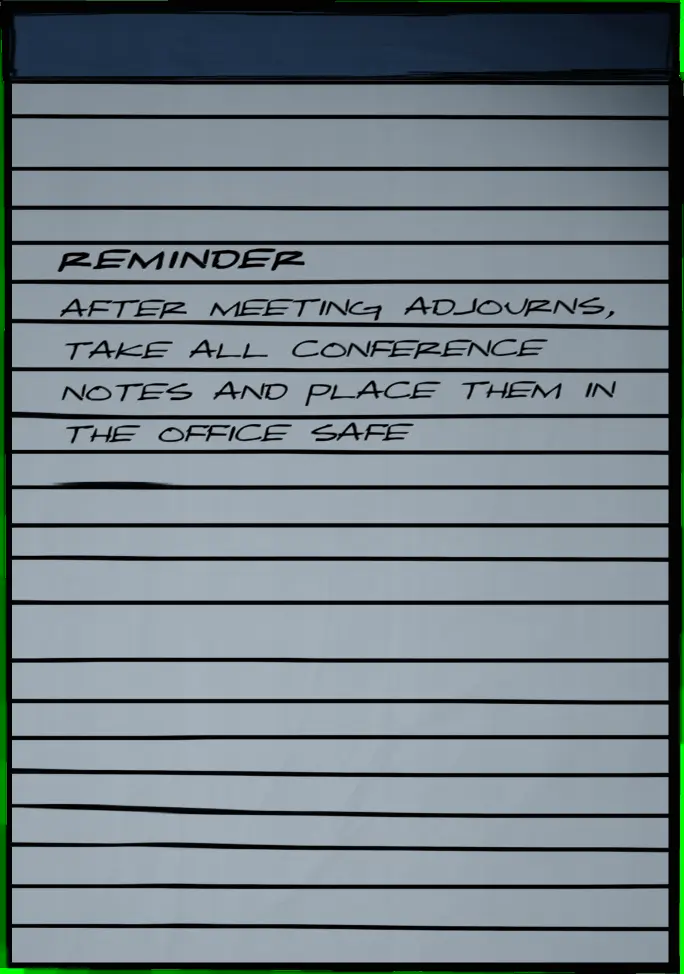 REMINDER
AFTER MEETING ADJOURNS,
TAKE ALL CONFERENCE
NOTES AND PLACE THEM IN
THE OFFICE SAFE